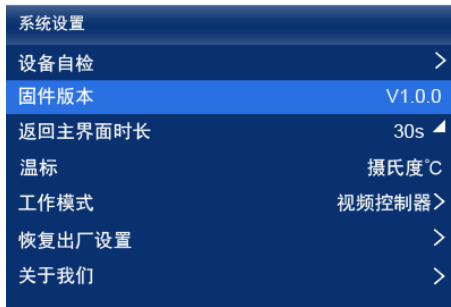 系统设置
设备自检 >
固件版本 V1.0.0
返回主界面时长 30s
温标 摄氏度℃
工作模式 视频控制器>
恢复出厂设置 >
关于我们 >